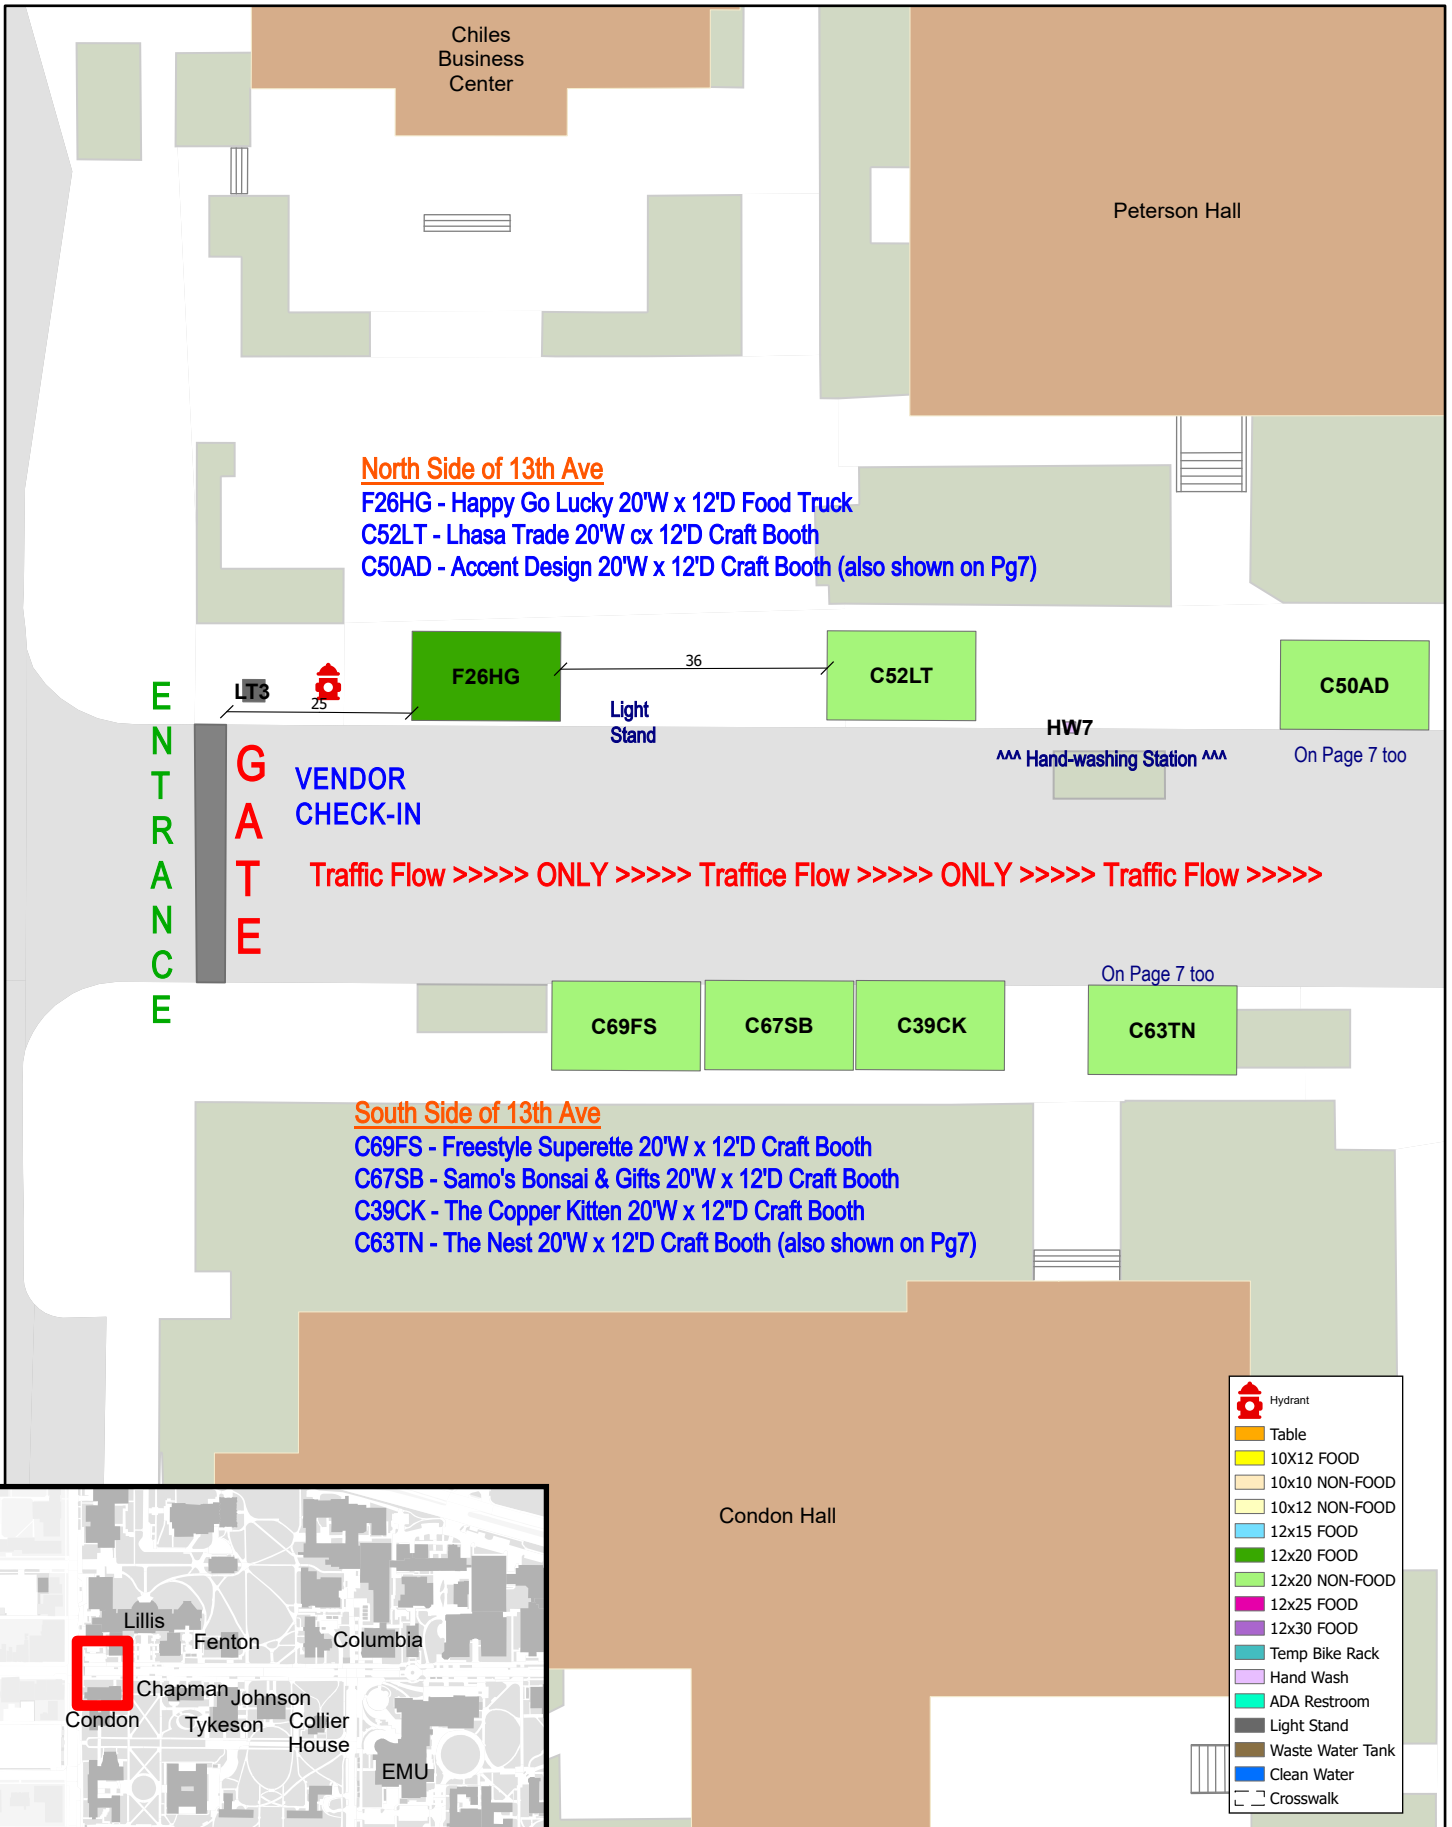 Chiles
Business
Center
Peterson Hall
North Side of 13th Ave
F26HG - Happy Go Lucky 20'W x 12'D Food Truck
C52LT - Lhasa Trade 20'W cx 12'D Craft Booth
C50AD - Accent Design 20'W x 12'D Craft Booth (also shown on Pg7)
LT3
25
F26HG
36
C52LT
C50AD
Light
Stand
HW7
^^^ Hand-washing Station ^^^
On Page 7 too
ENTRANCE
GATE
VENDOR
CHECK-IN
Traffic Flow >>>>> ONLY >>>>> Traffice Flow >>>>> ONLY >>>>> Traffic Flow >>>>>
On Page 7 too
C69FS
C67SB
C39CK
C63TN
South Side of 13th Ave
C69FS - Freestyle Superette 20'W x 12'D Craft Booth
C67SB - Samo's Bonsai & Gifts 20'W x 12'D Craft Booth
C39CK - The Copper Kitten 20'W x 12"D Craft Booth
C63TN - The Nest 20'W x 12'D Craft Booth (also shown on Pg7)
Condon Hall
Hydrant
Table
10X12 FOOD
10x10 NON-FOOD
10x12 NON-FOOD
12x15 FOOD
12x20 FOOD
12x20 NON-FOOD
12x25 FOOD
12x30 FOOD
Temp Bike Rack
Hand Wash
ADA Restroom
Light Stand
Waste Water Tank
Clean Water
Crosswalk
Lillis
Fenton
Columbia
Chapman
Johnson
Condon
Tykeson
Collier
House
EMU